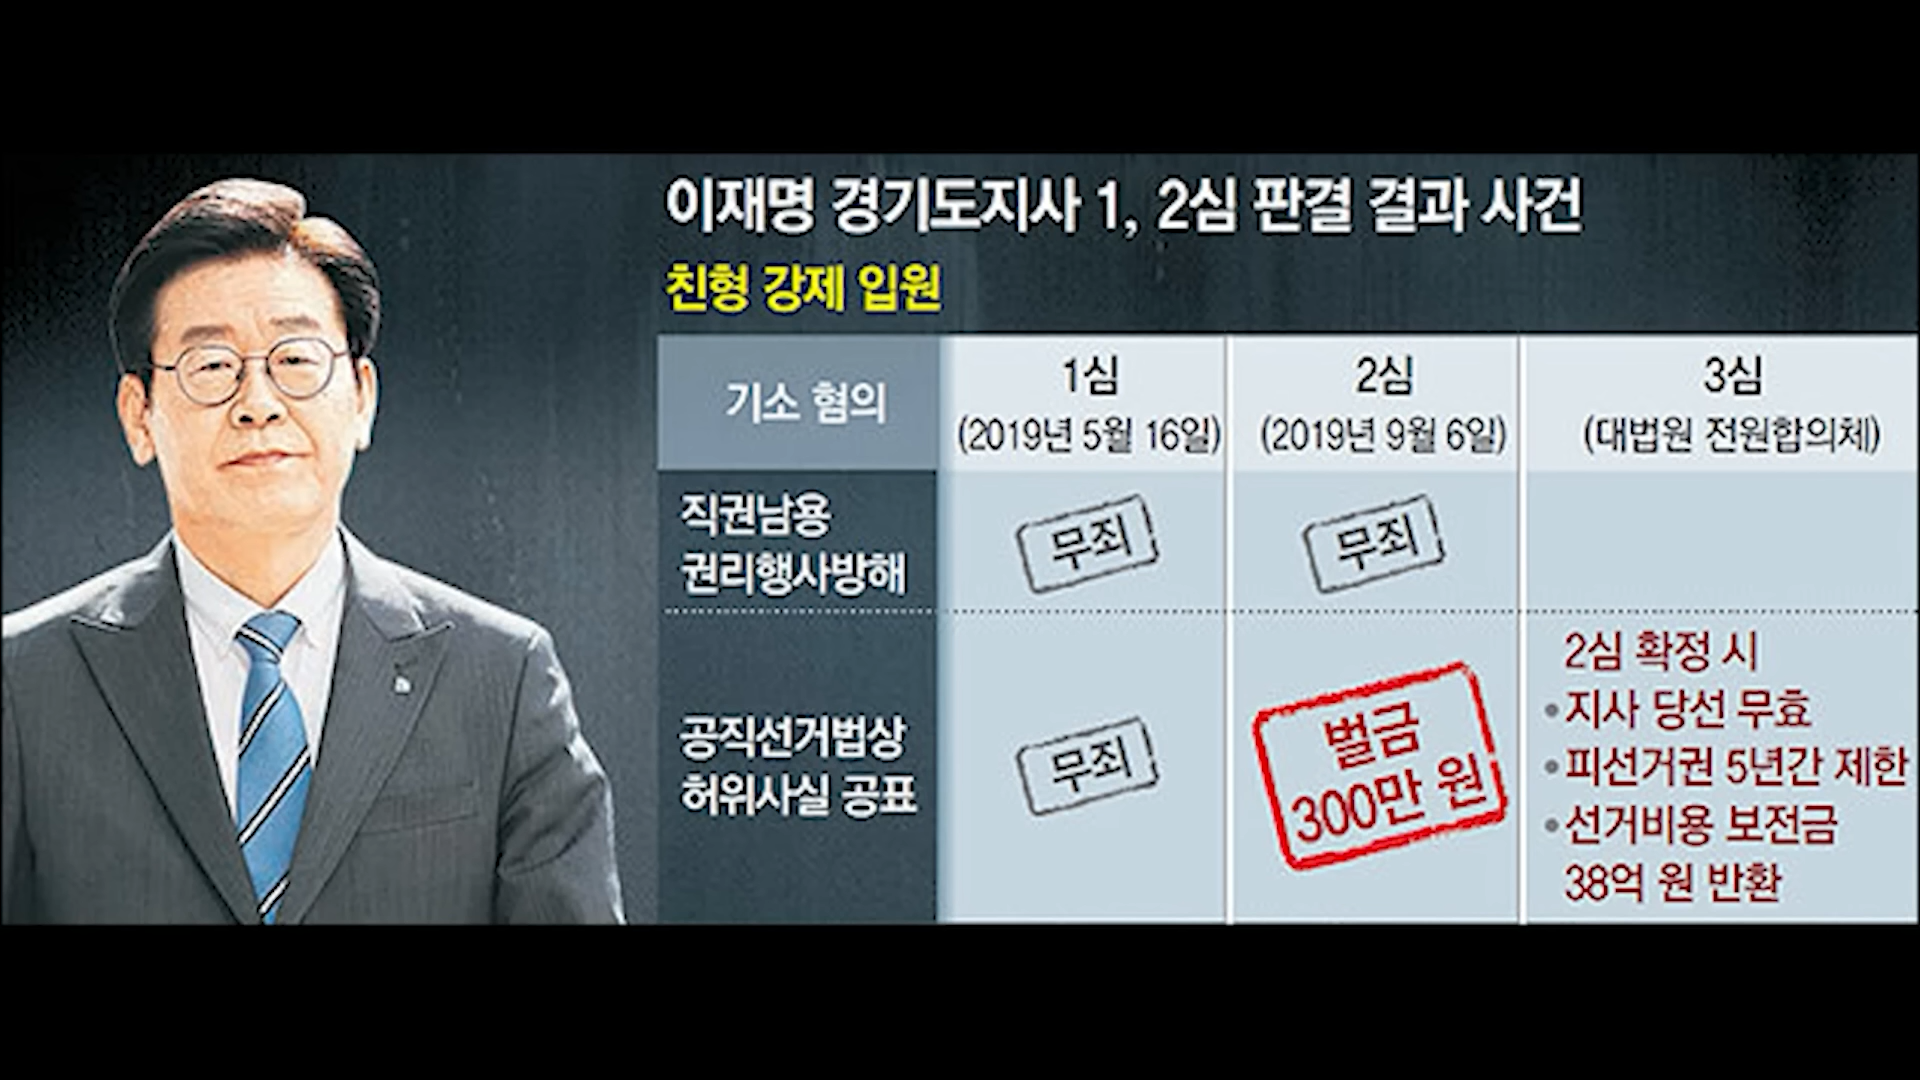 이재명 경기도지사 1, 2심 판결 결과 사건
친형 강제 입원
기소 혐의
1심
(2019년 5월 16일)
2심
(2019년 9월 6일)
3심
(대법원 전원합의체)
직권남용
권리행사방해
무죄
무죄
공직선거법상
허위사실 공표
무죄
벌금
300만 원
2심 확정 시
•지사 당선 무효
•피선거권 5년간 제한
•선거비용 보전금
38억 원 반환